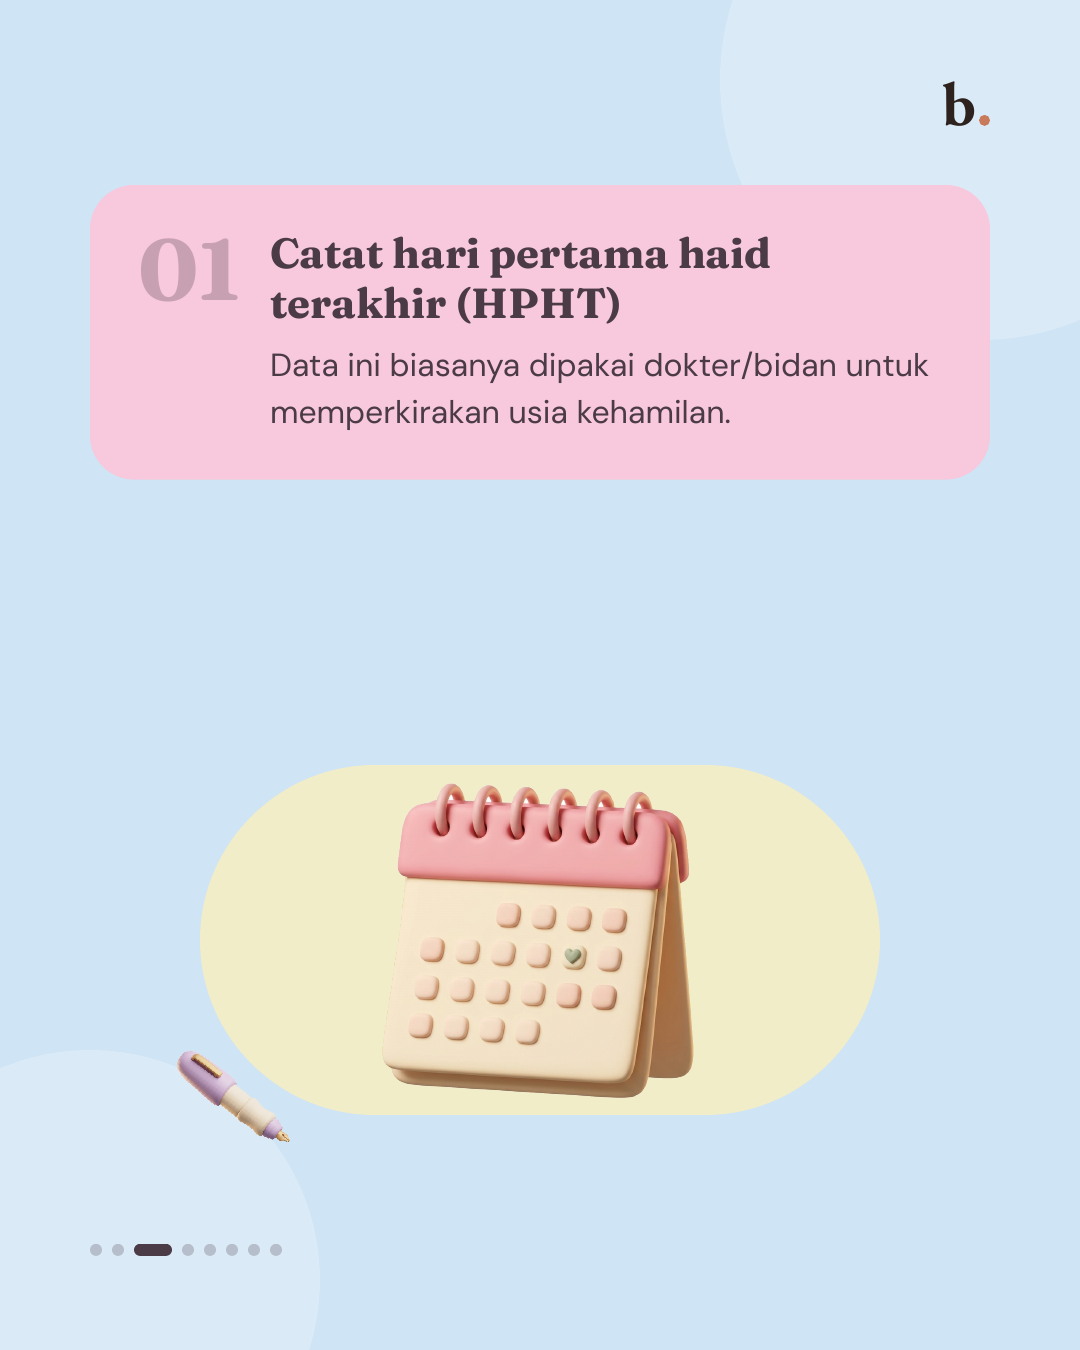 b.
01
Catat hari pertama haid
terakhir (HPHT)
Data ini biasanya dipakai dokter/bidan untuk
memperkirakan usia kehamilan.